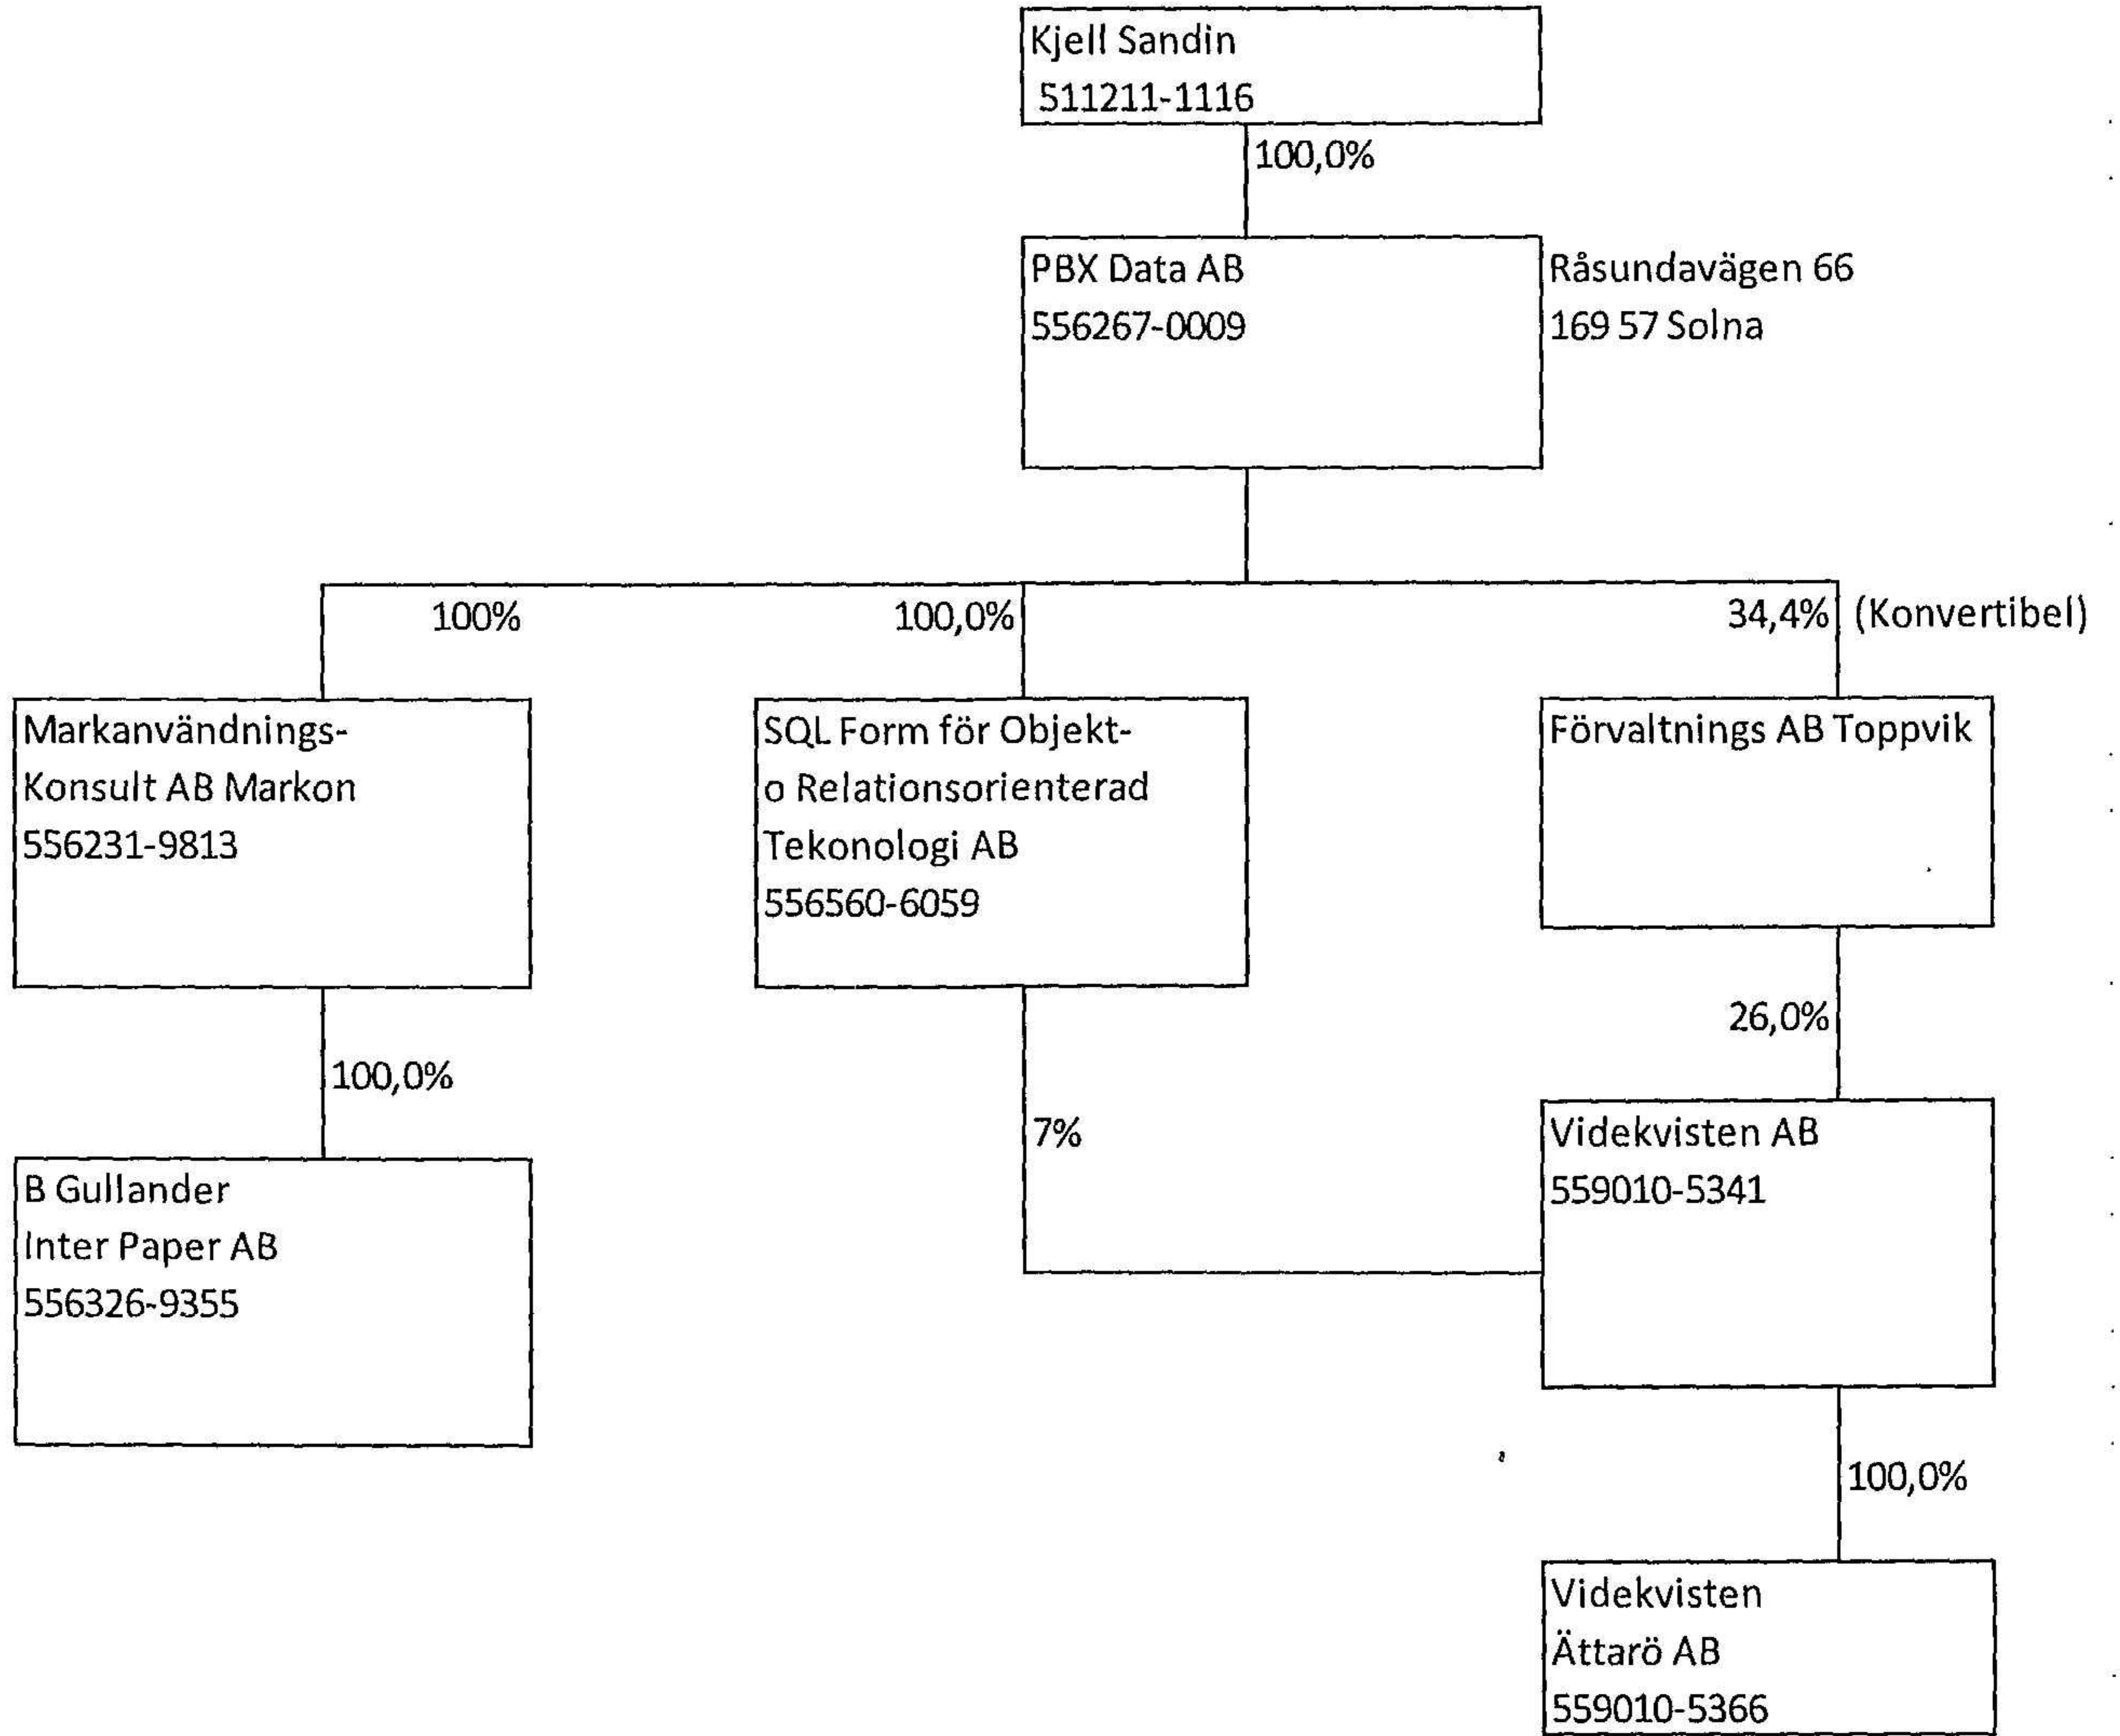 Kjell Sandin
511211-1116
100,0%
PBX Data AB
556267-0009
Råsundavägen 66
169 57 Solna
100%
100,0%
34,4% (Konvertibel)
Markanvändnings-
Konsult AB Markon
556231-9813
SQL Form för Objekt-
o Relationsorienterad
Tekonologi AB
556560-6059
Förvaltnings AB Toppvik
100,0%
7%
26,0%
B Gullander
Inter Paper AB
556326-9355
Videkvisten AB
559010-5341
100,0%
Videkvisten
Ättarö AB
559010-5366